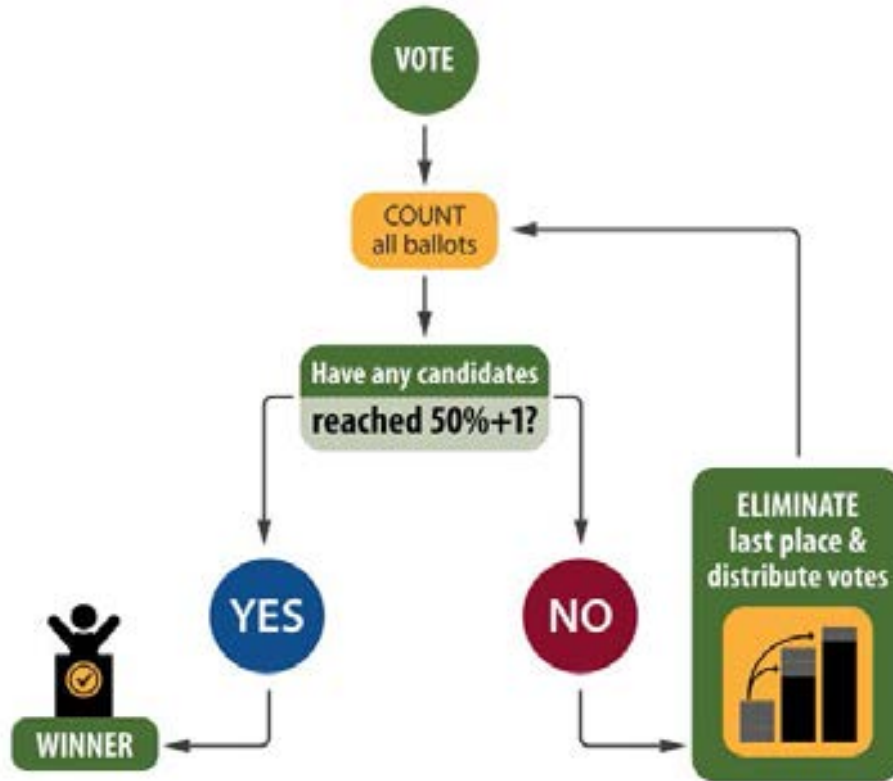 VOTE
COUNT
all ballots
Have any candidates
reached 50%+1?
YES
NO
ELIMINATE
last place &
distribute votes
WINNER